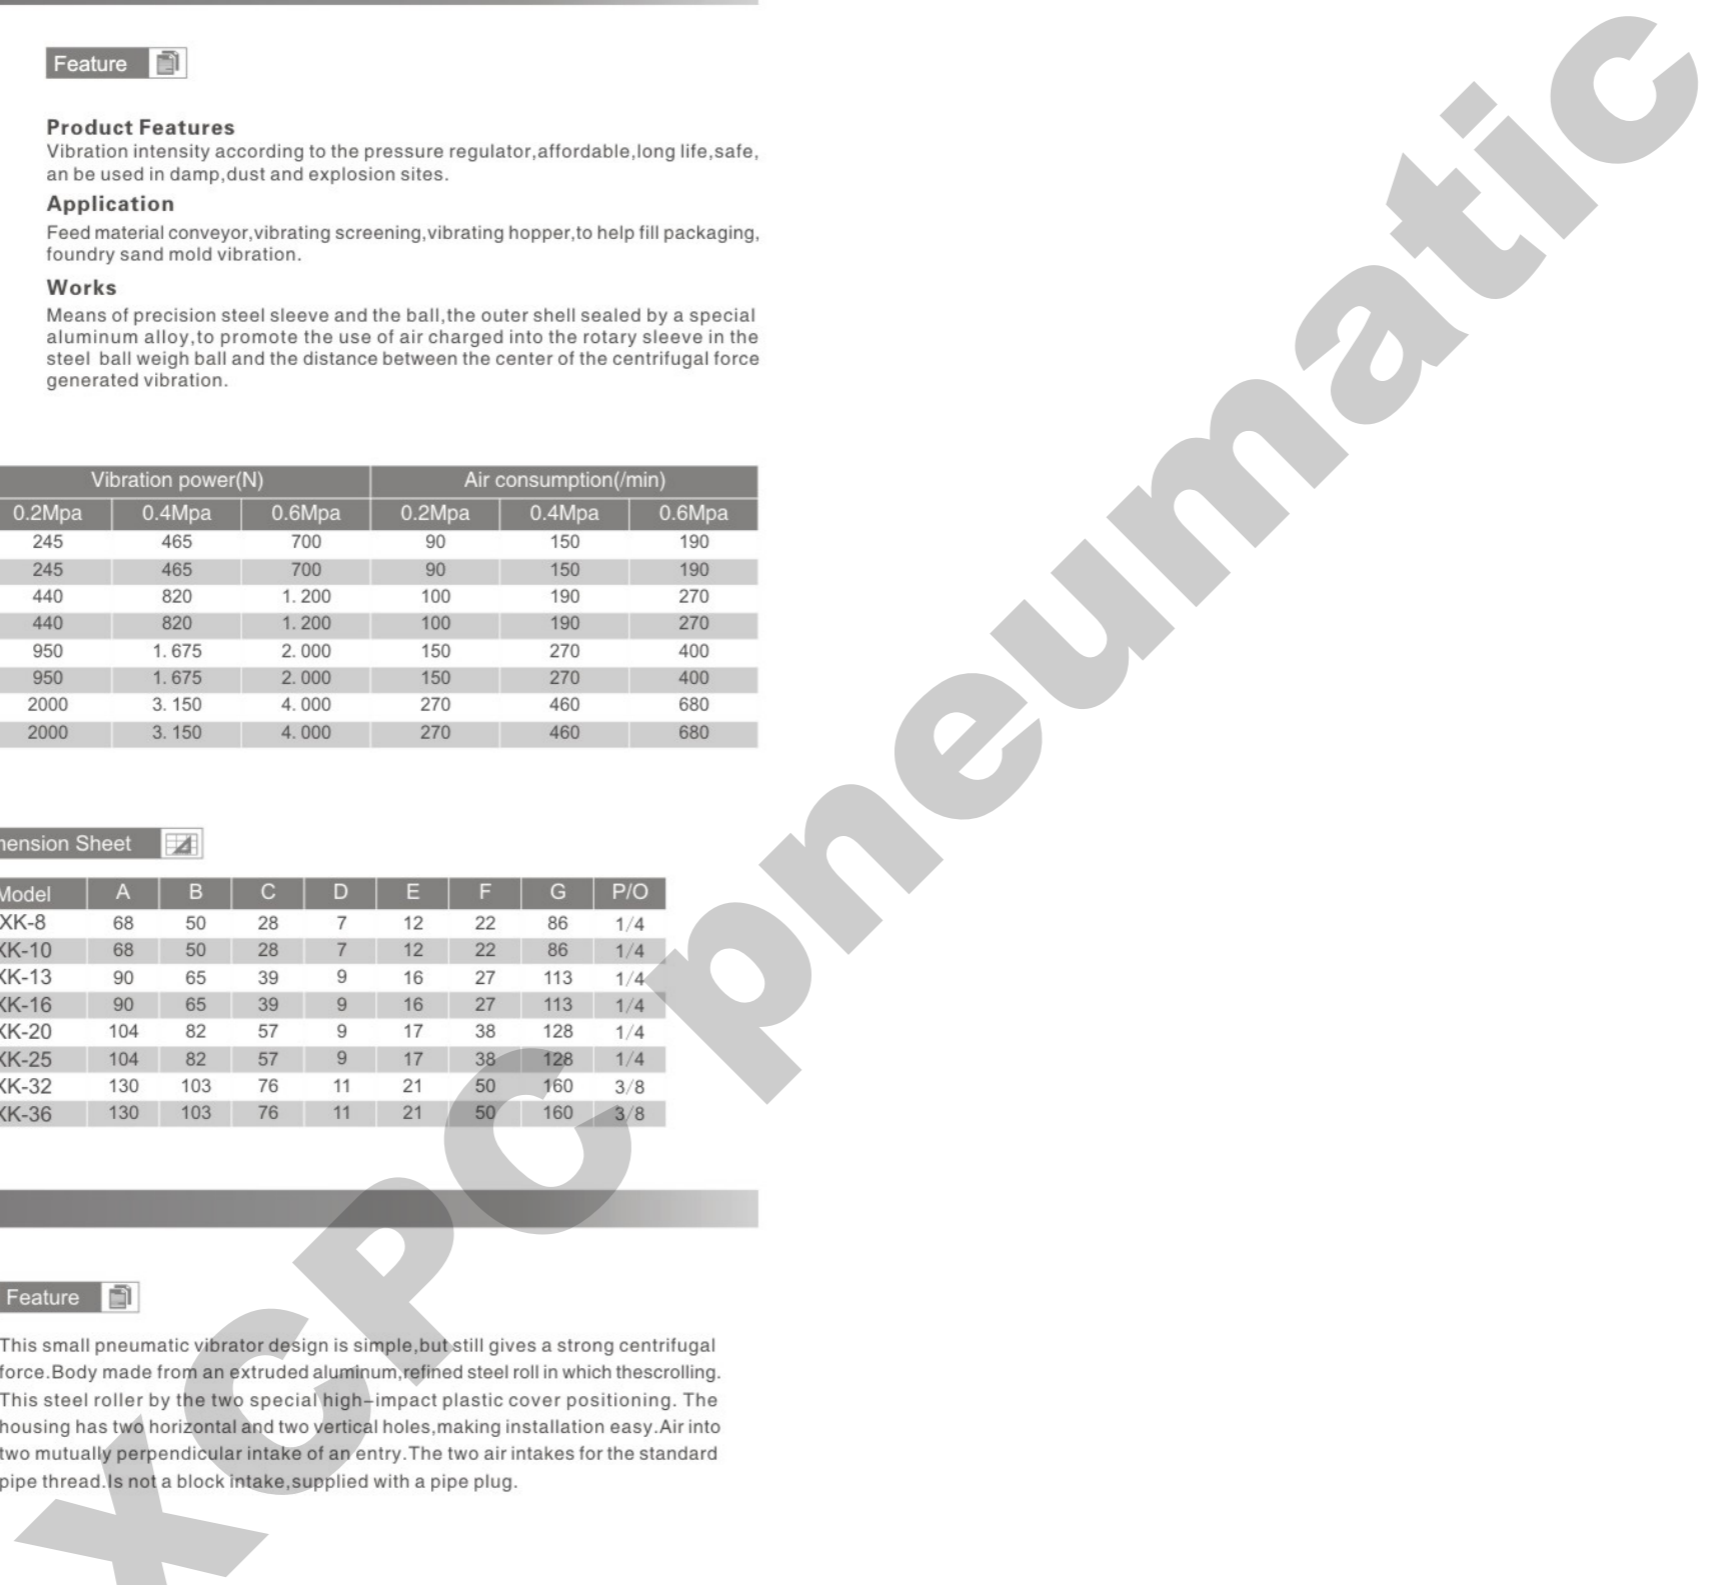 Feature
Product Features
Vibration intensity according to the pressure regulator,affordable,long life,safe,
an be used in damp,dust and explosion sites.
Application
Feed material conveyor,vibrating screening,vibrating hopper,to help fill packaging,
foundry sand mold vibration.
Works
Means of precision steel sleeve and the ball,the outer shell sealed by a special
aluminum alloy,to promote the use of air charged into the rotary sleeve in the
steel ball weigh ball and the distance between the center of the centrifugal force
generated vibration.
Vibration power(N) Air consumption(/min)
0.2Mpa 0.4Mpa 0.6Mpa 0.2Mpa 0.4Mpa 0.6Mpa
245 465 700 90 150 190
245 465 700 90 150 190
440 820 1. 200 100 190 270
440 820 1. 200 100 190 270
950 1. 675 2. 000 150 270 400
950 1. 675 2. 000 150 270 400
2000 3. 150 4. 000 270 460 680
2000 3. 150 4. 000 270 460 680
mension Sheet
Model A B C D E F G P/O
XK-8 68 50 28 7 12 22 86 1/4
XK-10 68 50 28 7 12 22 86 1/4
XK-13 90 65 39 9 16 27 113 1/4
XK-16 90 65 39 9 16 27 113 1/4
XK-20 104 82 57 9 17 38 128 1/4
XK-25 104 82 57 9 17 38 128 1/4
XK-32 130 103 76 11 21 50 160 3/8
XK-36 130 103 76 11 21 50 160 3/8
Feature
This small pneumatic vibrator design is simple,but still gives a strong centrifugal
force.Body made from an extruded aluminum,refined steel roll in which thescrolling.
This steel roller by the two special high-impact plastic cover positioning. The
housing has two horizontal and two vertical holes,making installation easy.Air into
two mutually perpendicular intake of an entry.The two air intakes for the standard
pipe thread.Is not a block intake,supplied with a pipe plug.
xcpc pneumatic